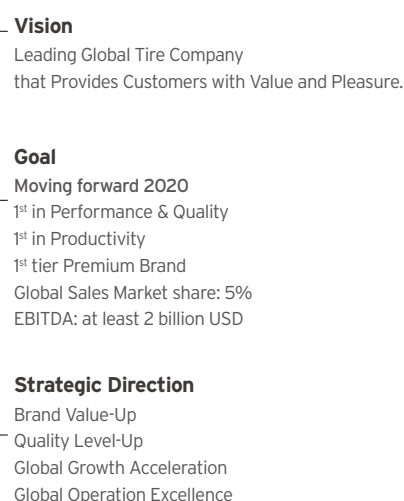 Vision
Leading Global Tire Company
that Provides Customers with Value and Pleasure.
Goal
Moving forward 2020
1st in Performance & Quality
1st in Productivity
1st tier Premium Brand
Global Sales Market share: 5%
EBITDA: at least 2 billion USD
Strategic Direction
Brand Value-Up
Quality Level-Up
Global Growth Acceleration
Global Operation Excellence